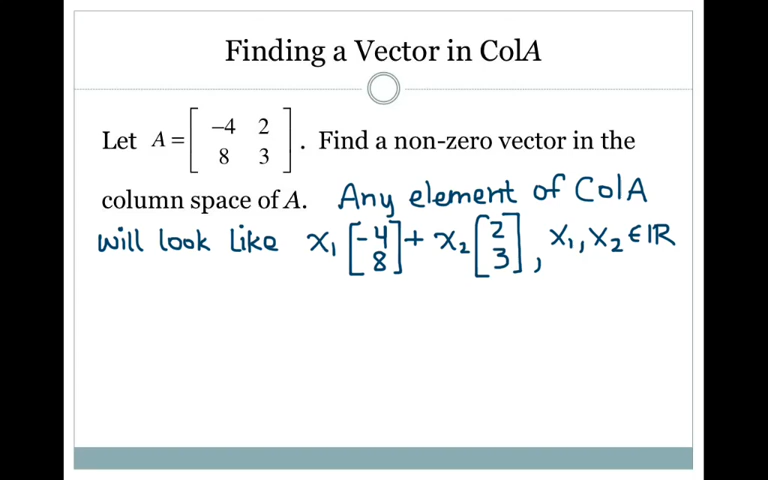 Finding a Vector in ColA
Let A = [ −4 2 8 3 ] . Find a non-zero vector in the
column space of A. Any element of ColA
will look like x₁ [ -4 8 ] + x₂ [ 2 3 ] , x₁, x₂ ∈ ℝ